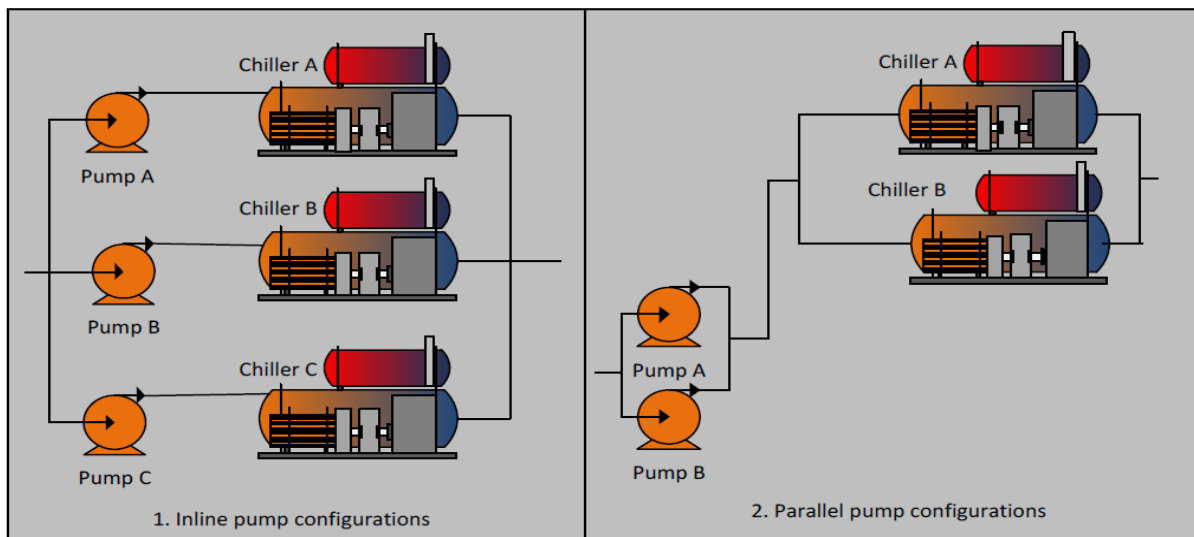 Chiller A
Pump A
Chiller B
Pump B
Chiller C
Pump C
1. Inline pump configurations
Chiller A
Chiller B
Pump A
Pump B
2. Parallel pump configurations